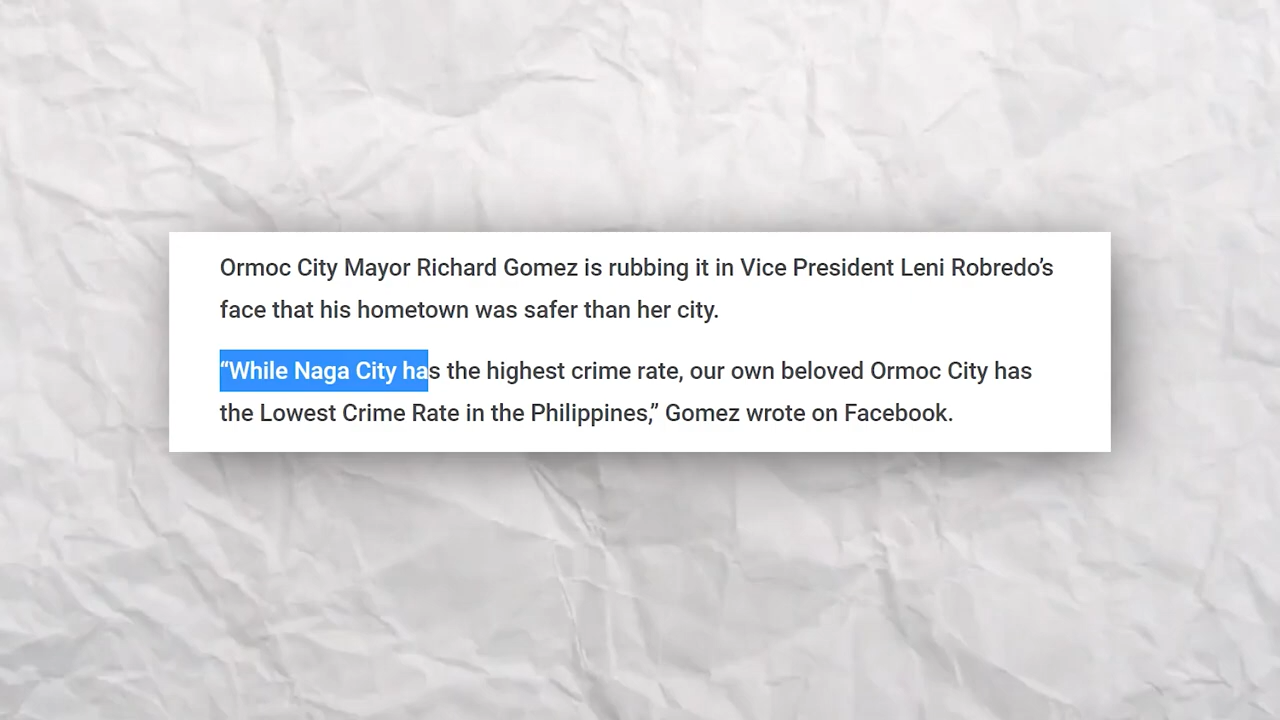 Ormoc City Mayor Richard Gomez is rubbing it in Vice President Leni Robredo’s
face that his hometown was safer than her city.
“While Naga City has the highest crime rate, our own beloved Ormoc City has
the Lowest Crime Rate in the Philippines,” Gomez wrote on Facebook.